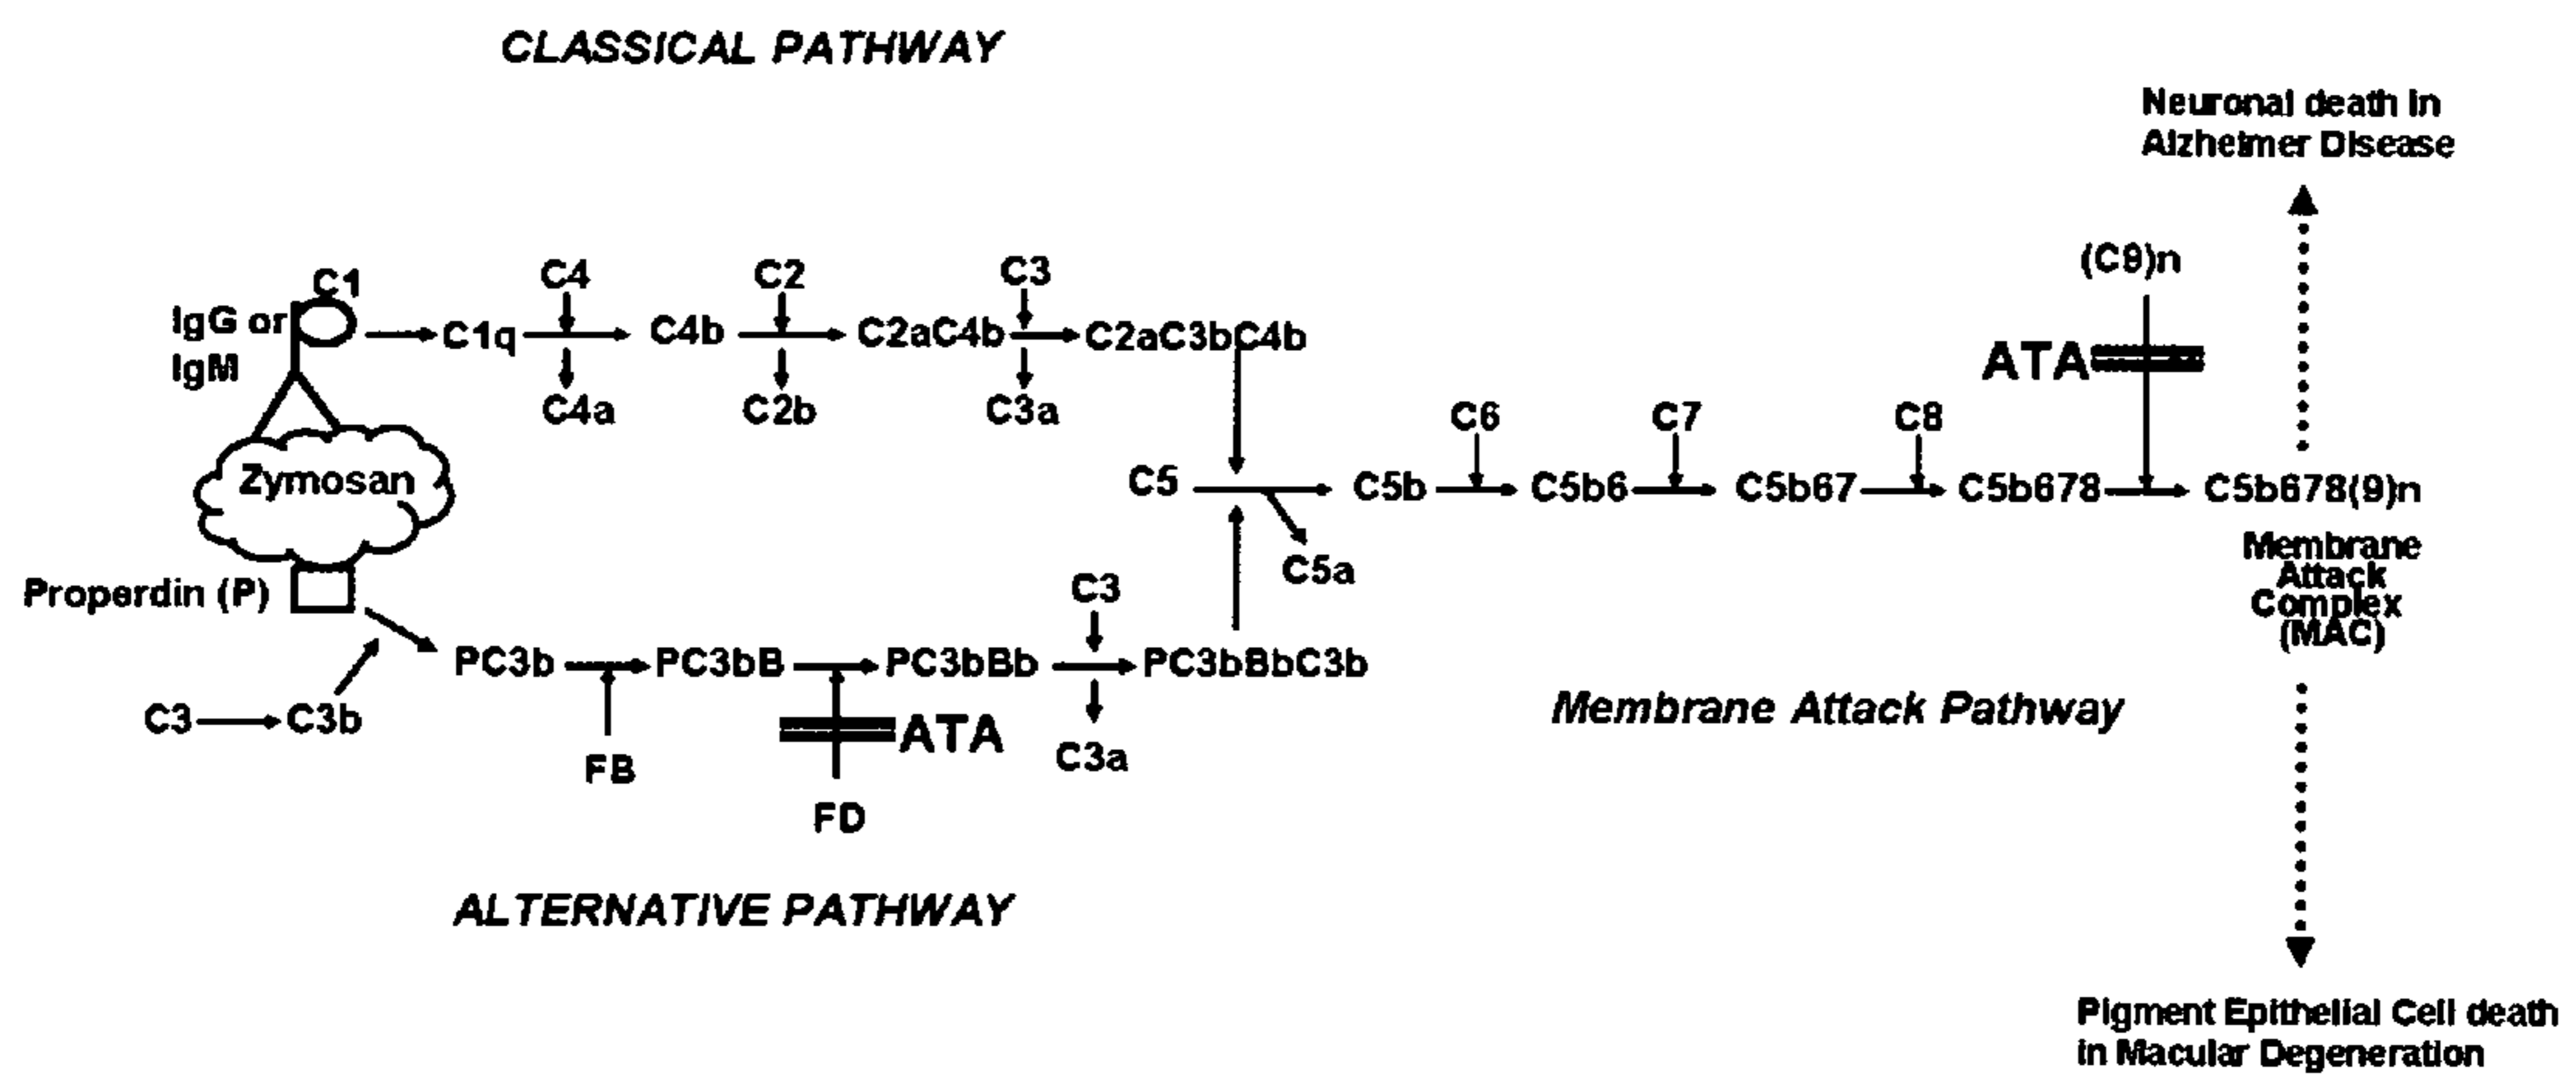 CLASSICAL PATHWAY
Neuronal death in
Alzheimer Disease
C1
IgG or
IgM
C4
C2
C3
(C9)n
C1q
C4b
C2aC4b
C2aC3bC4b
ATA
C4a
C2b
C3a
Zymosan
C6
C7
C8
C5
C5b
C5b6
C5b67
C5b678
C5b678(9)n
C5a
Membrane
Attack
Complex
(MAC)
Properdin (P)
C3
PC3b
PC3bB
PC3bBb
PC3bBbC3b
C3
C3b
FB
ATA
C3a
FD
Membrane Attack Pathway
ALTERNATIVE PATHWAY
Pigment Epithelial Cell death
in Macular Degeneration